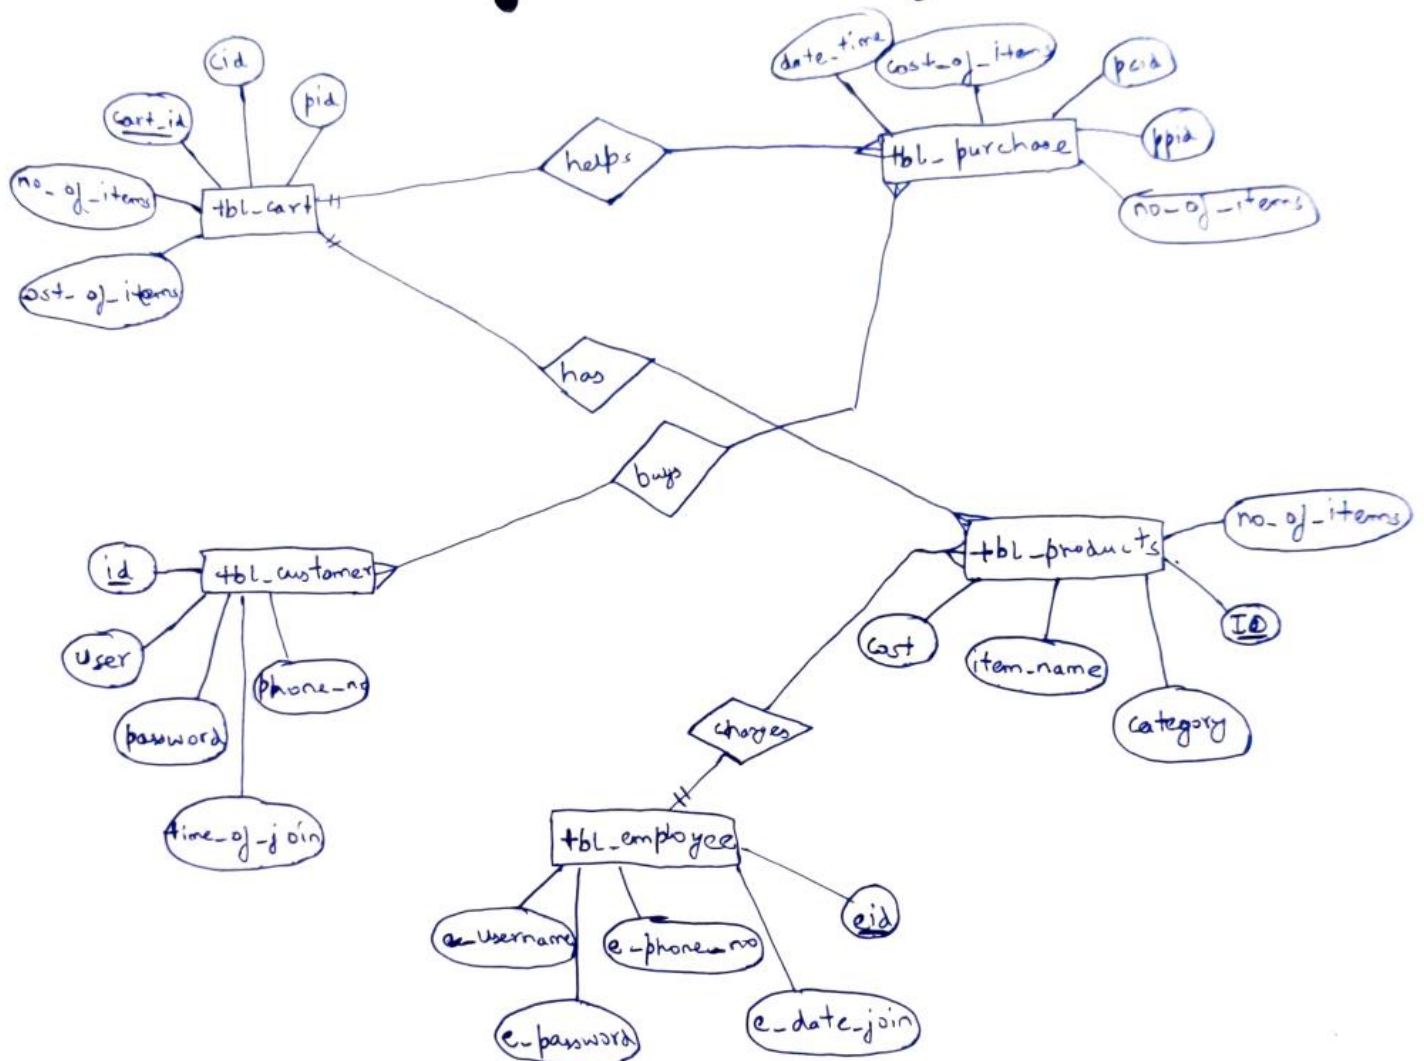 date_time
cost_of_items
pcid
cid
pid
cart_id
ppid
helps
tbl_purchase
no_of_items
tbl_cart
no_of_items
cost_of_items
has
buys
no_of_items
tbl_products
id
tbl_customer
ID
user
cost
item_name
phone_no
password
category
charges
time_of_join
tbl_employee
eid
e_username
e_phone_no
e_password
e_date_join